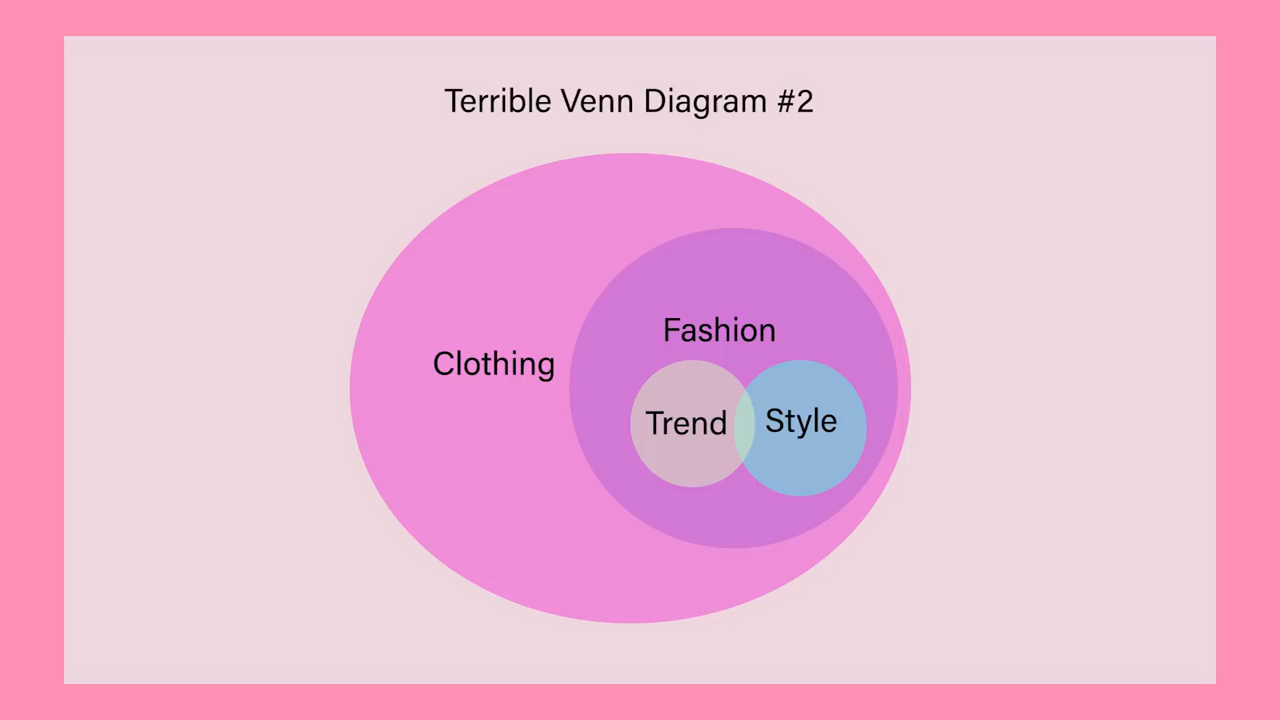 Terrible Venn Diagram #2
Fashion
Clothing
Trend
Style